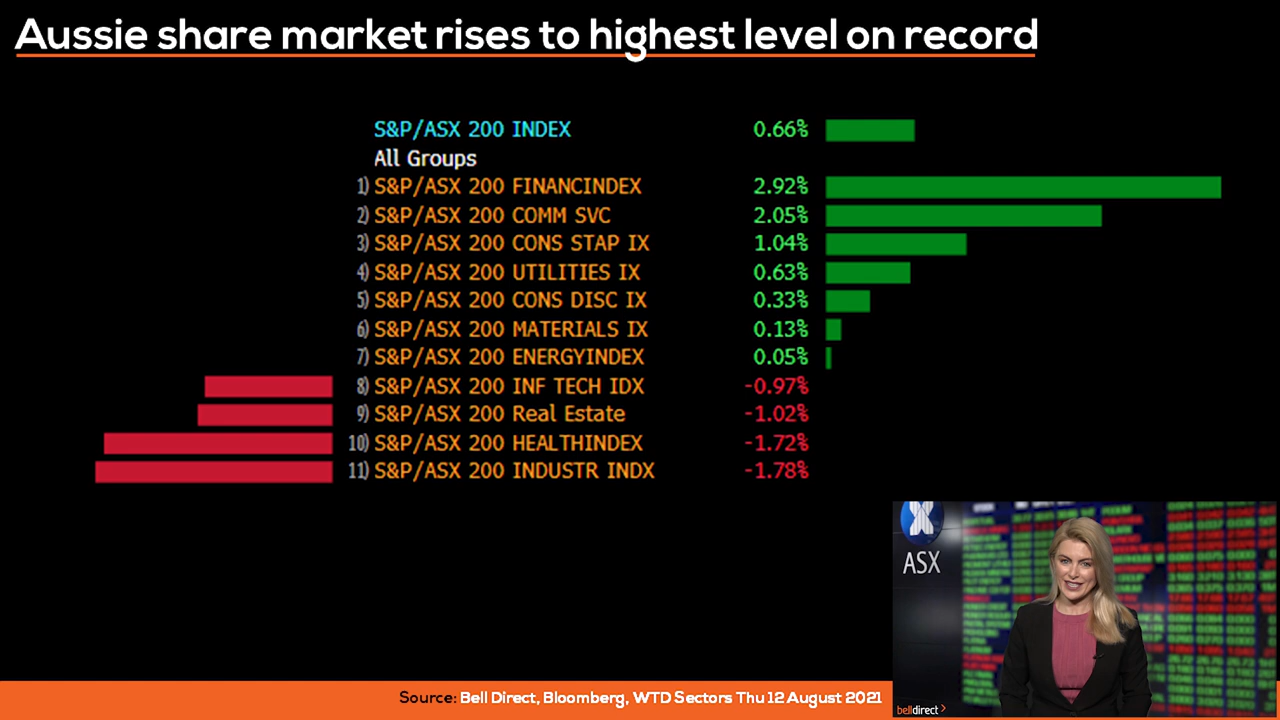 Aussie share market rises to highest level on record
S&P/ASX 200 INDEX 0.66%
All Groups
1) S&P/ASX 200 FINANCINDEX 2.92%
2) S&P/ASX 200 COMM SVC 2.05%
3) S&P/ASX 200 CONS STAP IX 1.04%
4) S&P/ASX 200 UTILITIES IX 0.63%
5) S&P/ASX 200 CONS DISC IX 0.33%
6) S&P/ASX 200 MATERIALS IX 0.13%
7) S&P/ASX 200 ENERGYINDEX 0.05%
8) S&P/ASX 200 INF TECH IDX -0.97%
9) S&P/ASX 200 Real Estate -1.02%
10) S&P/ASX 200 HEALTHINDEX -1.72%
11) S&P/ASX 200 INDUSTR INDX -1.78%
ASX
belldirect
Source: Bell Direct, Bloomberg, WTD Sectors Thu 12 August 2021